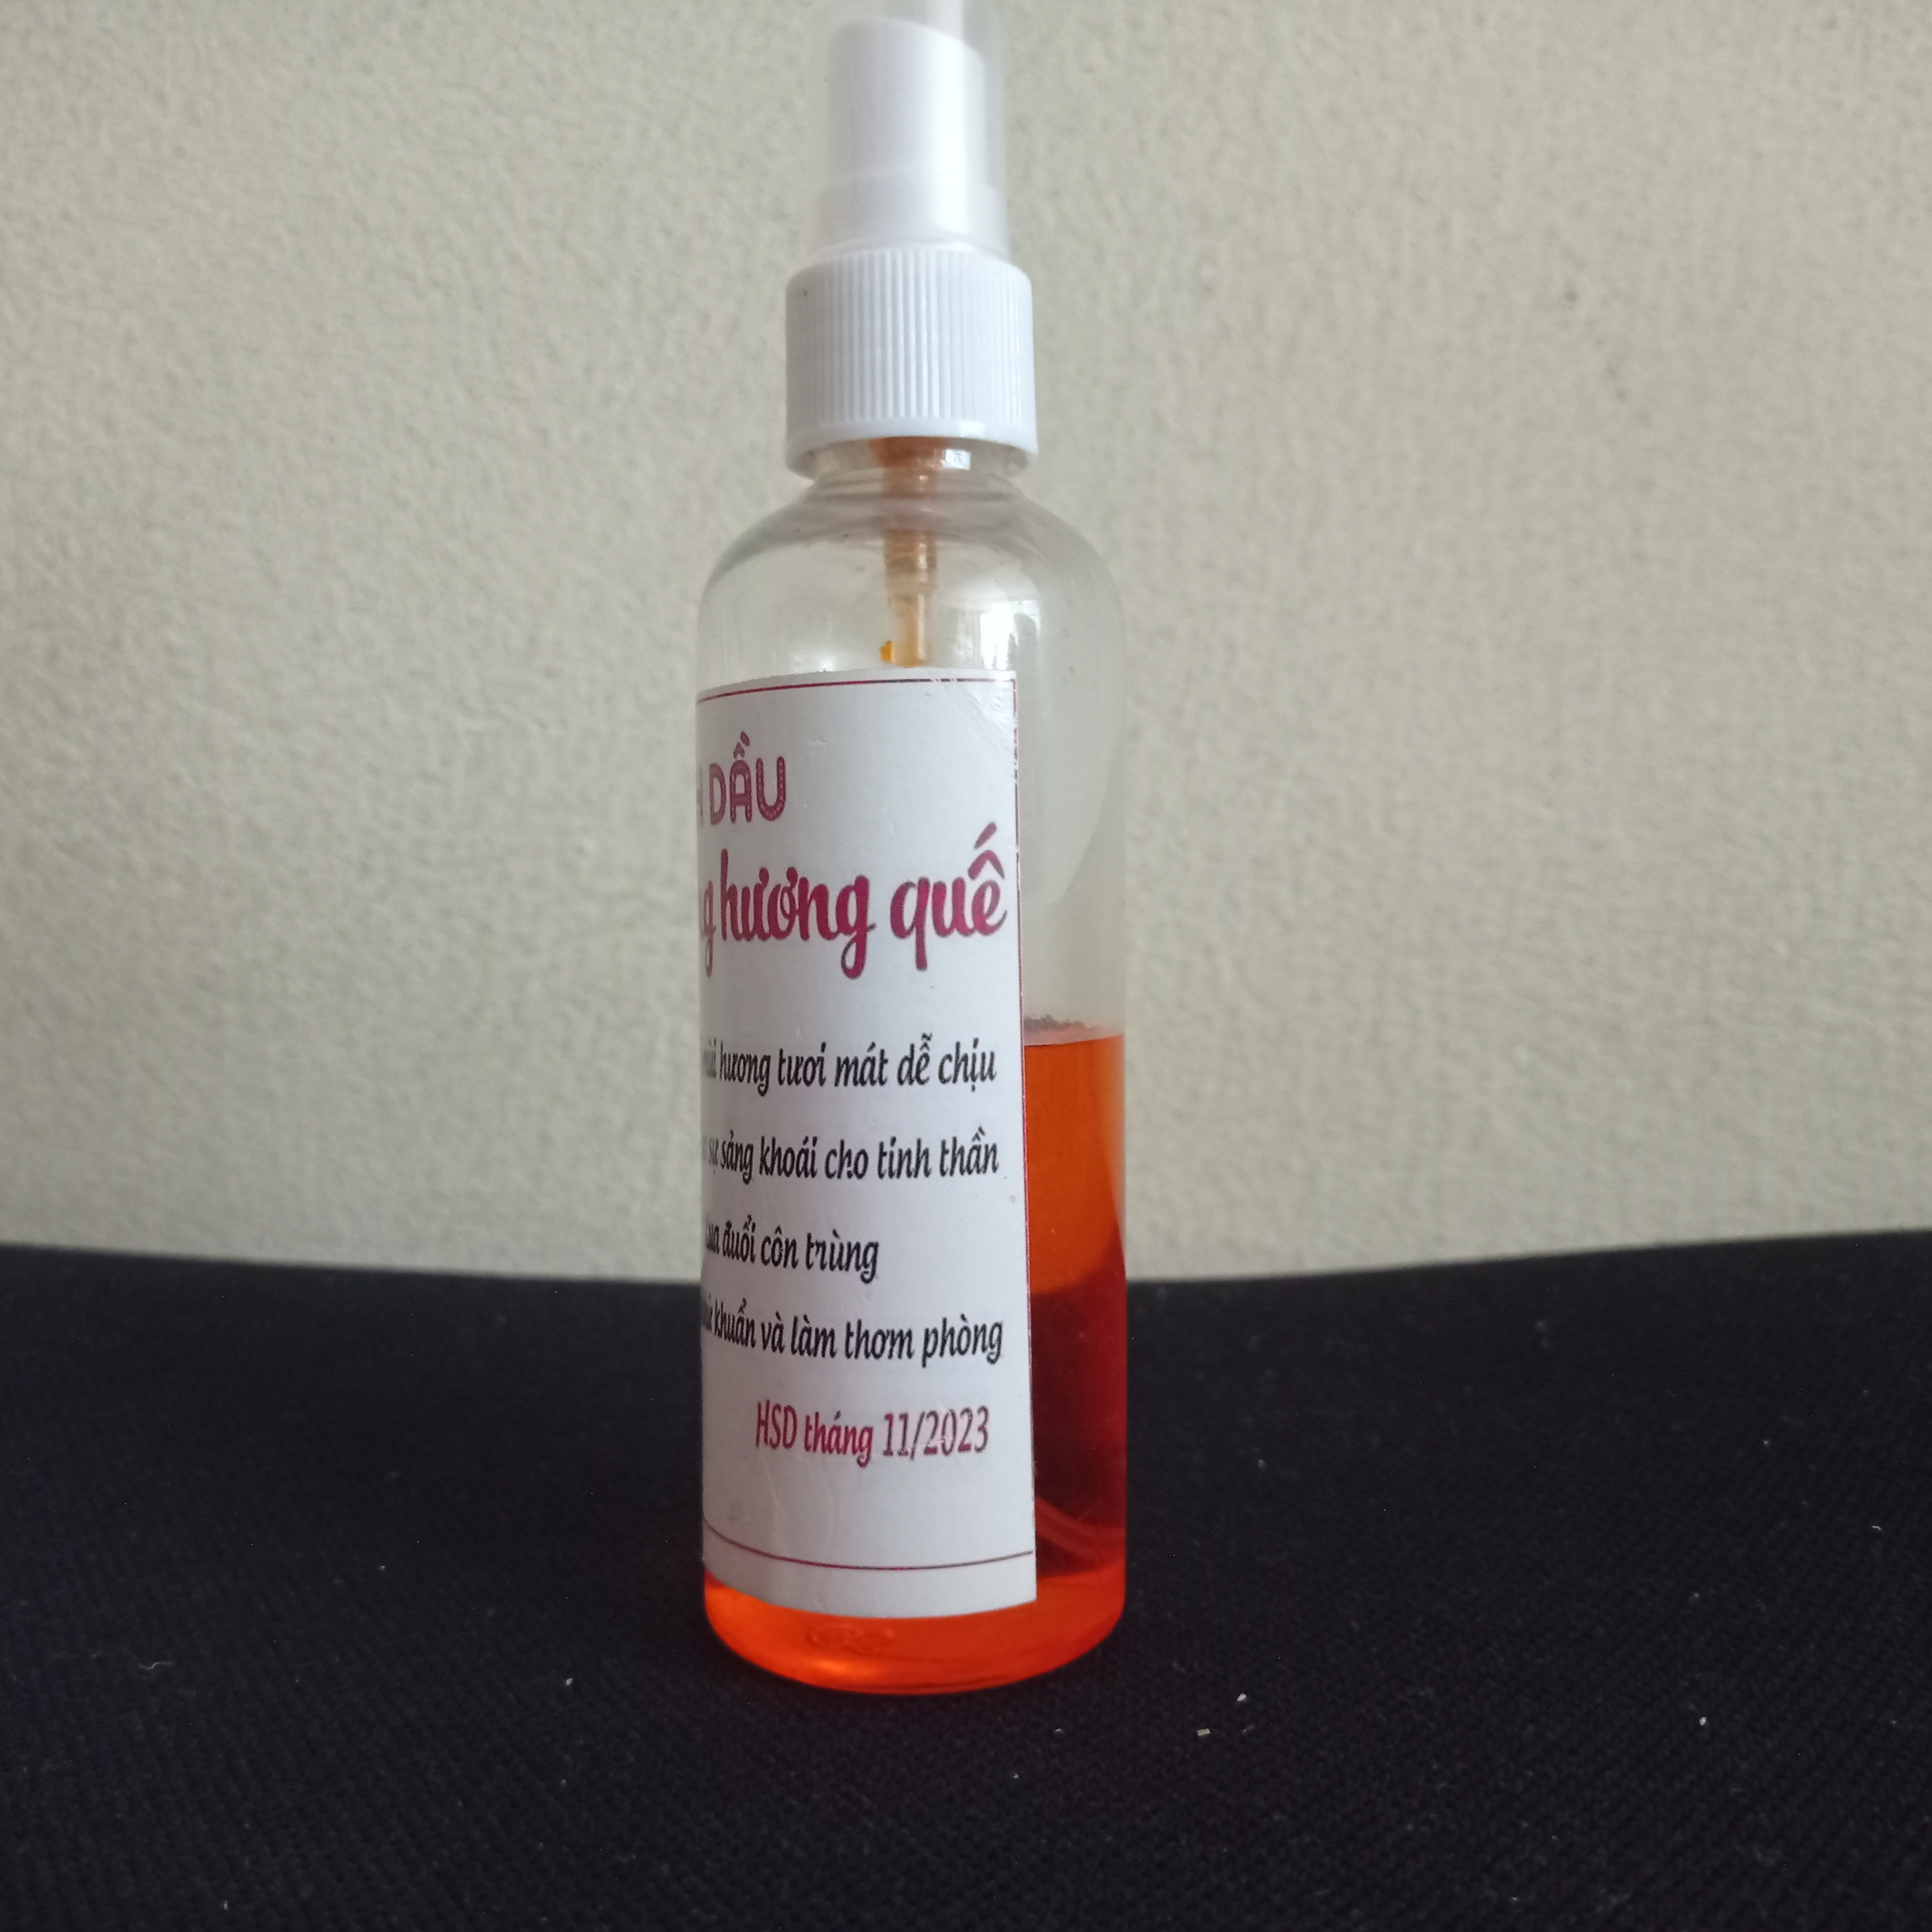 DẦU
hương quế
hương tươi mát dễ chịu
sự sảng khoái cho tinh thần
đuổi côn trùng
khuẩn và làm thơm phòng
HSD tháng 11/2023